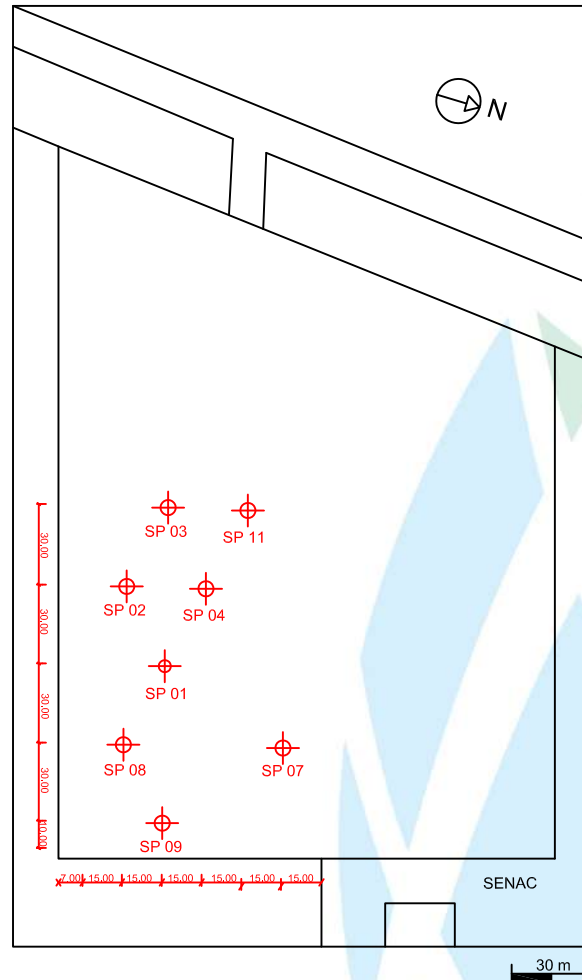 N
SP 03
SP 11
30,00
SP 02
SP 04
30,00
SP 01
30,00
SP 08
SP 07
30,00
SP 09
10,00
7,00 15,00 15,00 15,00 15,00 15,00 15,00
SENAC
30 m